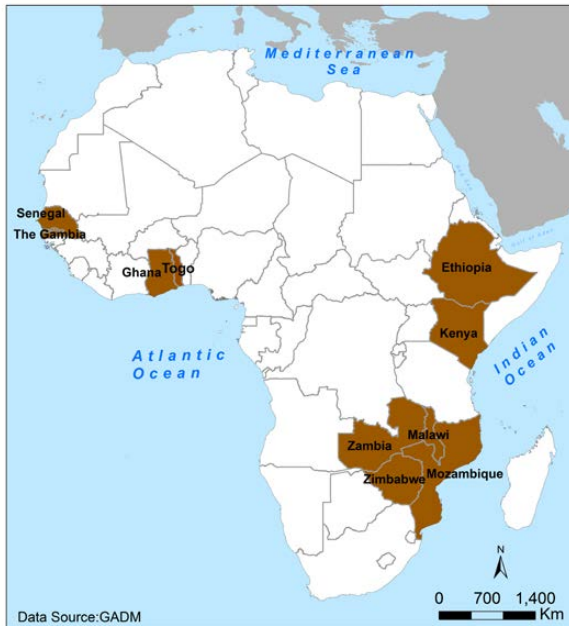 Mediterranean
Sea
Senegal
The Gambia
Ghana
Togo
Ethiopia
Kenya
Atlantic
Ocean
Indian
Ocean
Malawi
Zambia
Mozambique
Zimbabwe
N
0 700 1,400
Km
Data Source:GADM